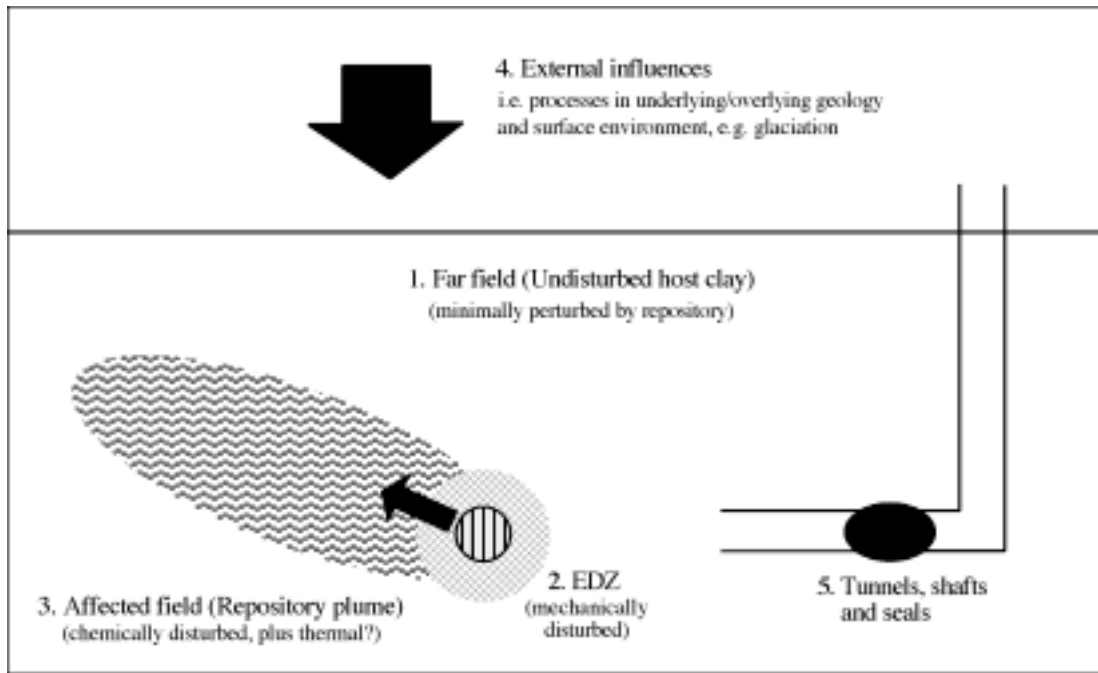 4. External influences
i.e. processes in underlying/overlying geology
and surface environment, e.g. glaciation
1. Far field (Undisturbed host clay)
(minimally perturbed by repository)
2. EDZ
(mechanically
disturbed)
3. Affected field (Repository plume)
(chemically disturbed, plus thermal?)
5. Tunnels, shafts
and seals